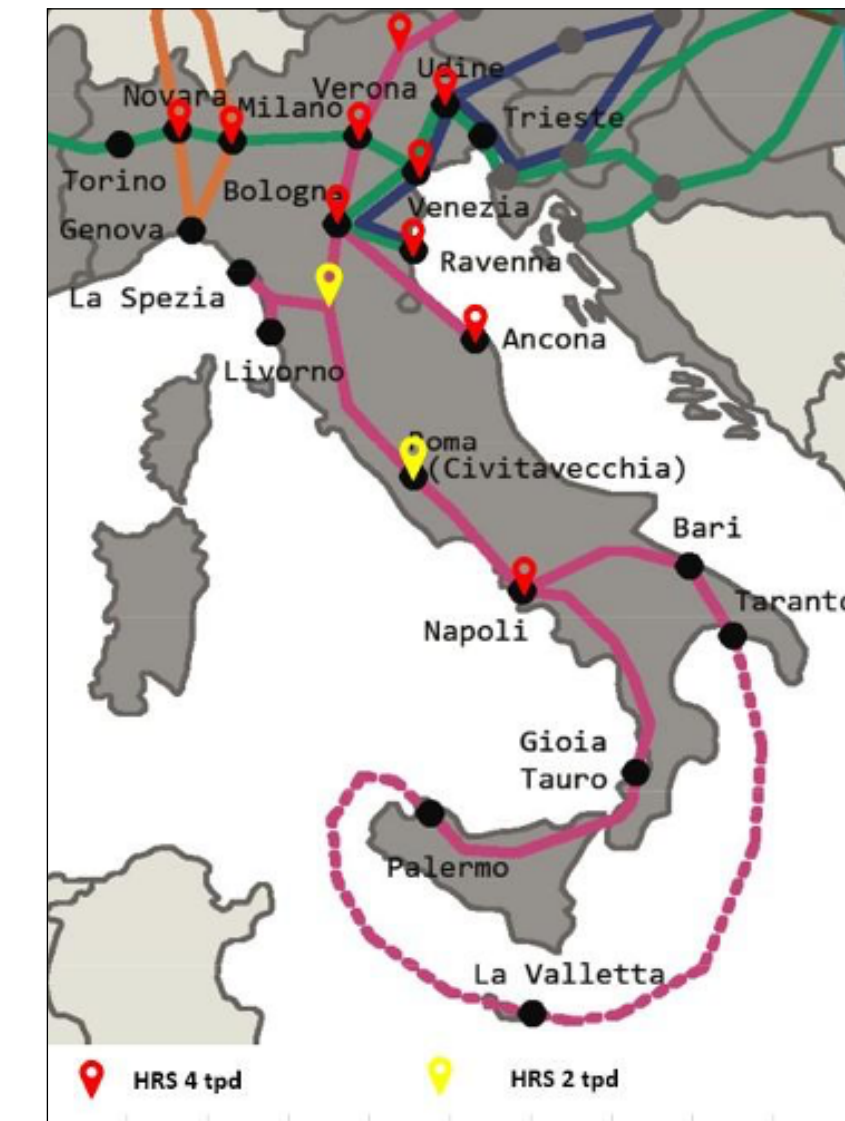 Udine
Verona
Novara
Milano
Trieste
Torino
Bologna
Venezia
Genova
Ravenna
La Spezia
Ancona
Livorno
Roma
(Civitavecchia)
Bari
Taranto
Napoli
Gioia
Tauro
Palermo
La Valletta
HRS 4 tpd
HRS 2 tpd